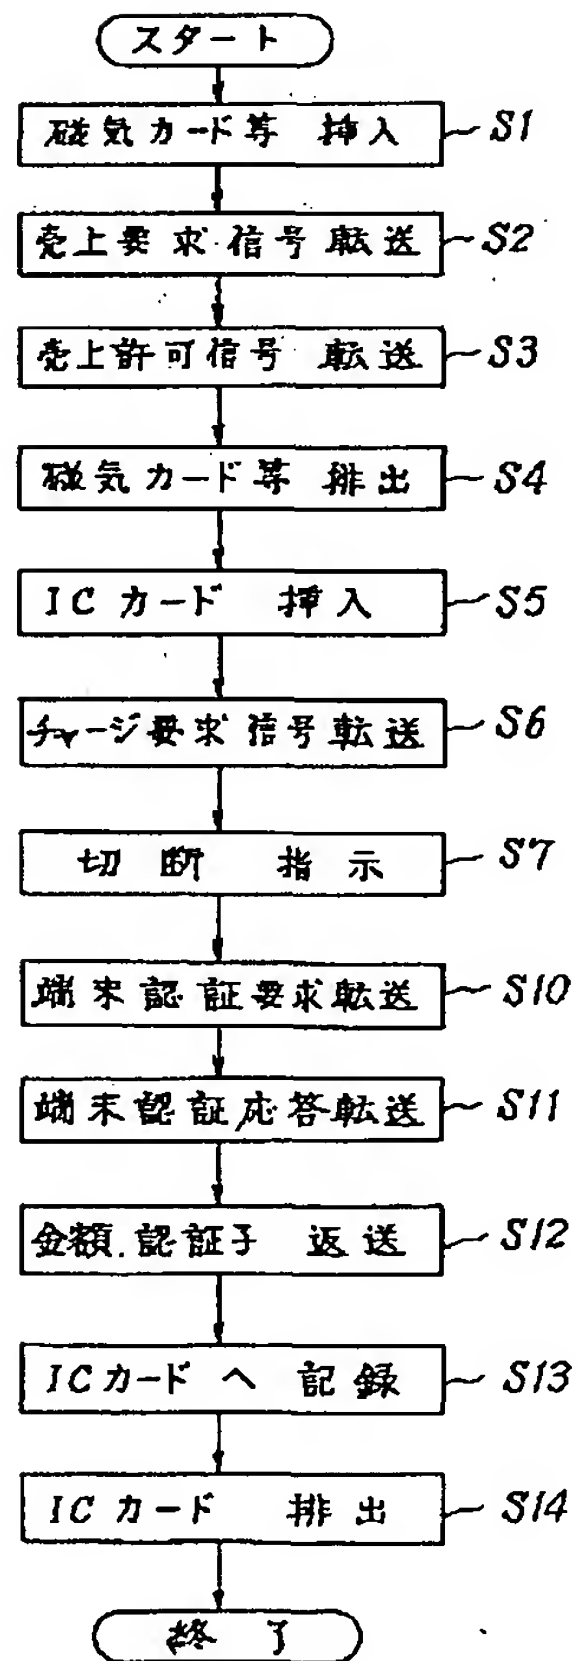 スタート
磁気カード等 挿入 S1
売上要求信号転送 S2
売上許可信号 転送 S3
磁気カード等 排出 S4
ICカード 挿入 S5
チャージ要求信号転送 S6
切断 指示 S7
端末認証要求転送 S10
端末認証応答転送 S11
金額.認証子 返送 S12
ICカードへ 記録 S13
ICカード 排出 S14
終了